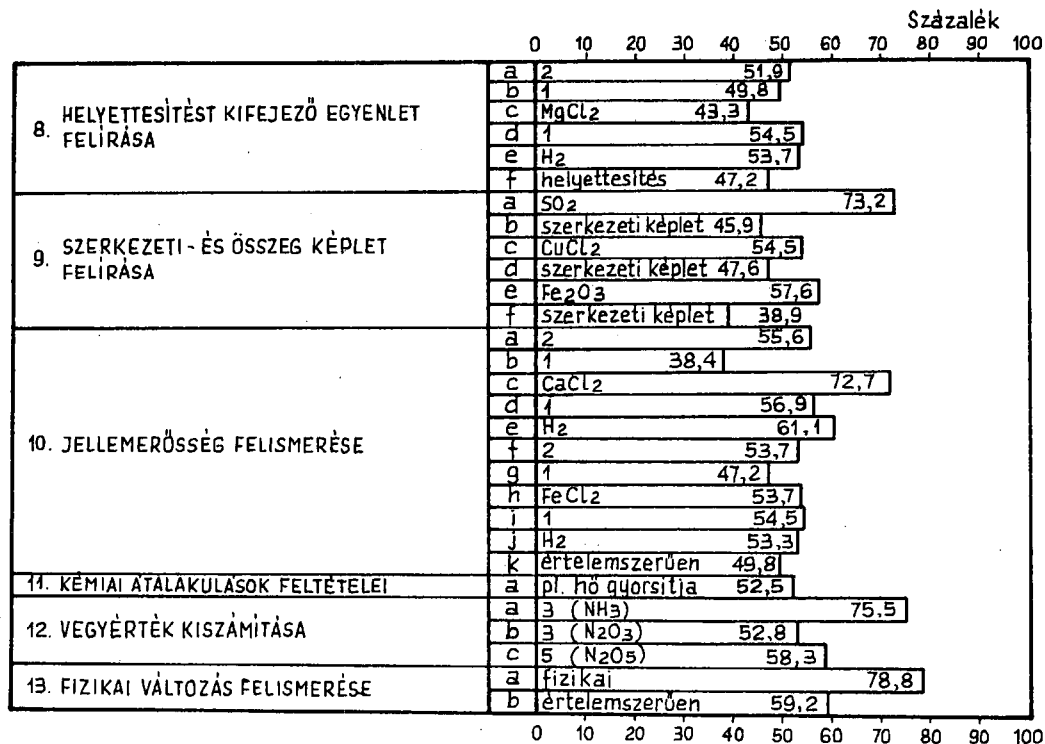 Százalék
0 10 20 30 40 50 60 70 80 90 100
8. HELYETTESÍTÉST KIFEJEZŐ EGYENLET
FELÍRÁSA
a 2 51,9
b 1 49,8
c MgCl2 43,3
d 1 54,5
e H2 53,7
f helyettesítés 47,2
9. SZERKEZETI-ÉS ÖSSZEG KÉPLET
FELÍRÁSA
a SO2 73,2
b szerkezeti képlet 45,9
c CuCl2 54,5
d szerkezeti képlet 47,6
e Fe2O3 57,6
f szerkezeti képlet 38,9
10. JELLEMERŐSSÉG FELISMERÉSE
a 2 55,6
b 1 38,4
c CaCl2 72,7
d 1 56,9
e H2 61,1
f 2 53,7
g 1 47,2
h FeCl2 53,7
i 1 54,5
j H2 53,3
k értelemszerűen 49,8
11. KÉMIAI ÁTALAKULÁSOK FELTÉTELEI
a pl. hő gyorsítja 52,5
12. VEGYÉRTÉK KISZÁMÍTÁSA
a 3 (NH3) 75.5
b 3 (N2O3) 52,8
c 5 (N2O5) 58,3
13. FIZIKAI VÁLTOZÁS FELISMERÉSE
a fizikai 78,8
b értelemszerűen 59,2
0 10 20 30 40 50 60 70 80 90 100